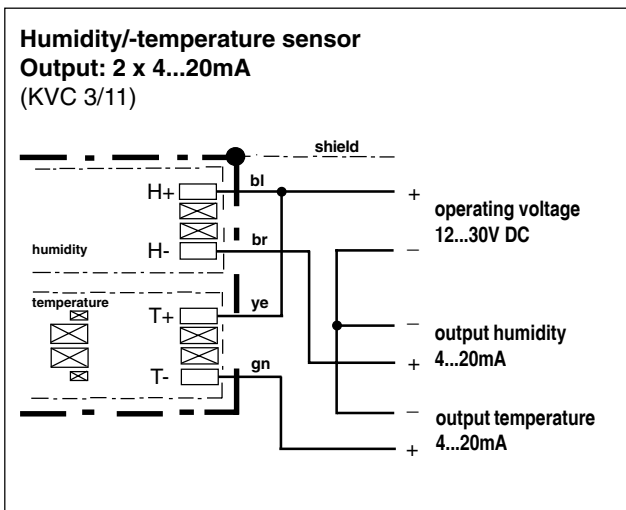 Humidity/-temperature sensor
Output: 2 x 4...20mA
(KVC 3/11)
shield
H+
bl
+
operating voltage
12...30V DC
humidity
H-
br
–
temperature
T+
ye
–
output humidity
4...20mA
+
T-
gn
–
output temperature
4...20mA
+